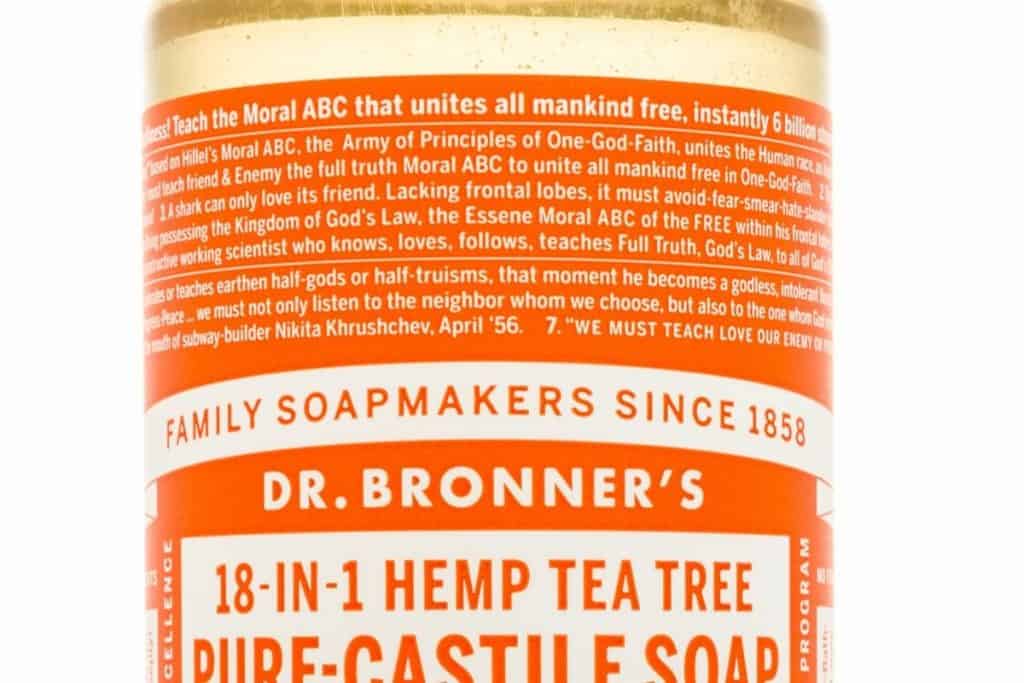 Teach the Moral ABC that unites all mankind free, instantly 6 billion
based on Hillel's Moral ABC, the Army of Principles of One-God-Faith, unites the Human race,
teach friend & Enemy the full truth Moral ABC to unite all mankind free in One-God-Faith. 2
3. A shark can only love its friend. Lacking frontal lobes, it must avoid-fear-smear-hate-
possessing the Kingdom of God's Law, the Essene Moral ABC of the FREE within his frontal
working scientist who knows, loves, follows, teaches Full Truth, God's Law, to all of God's
or teaches earthen half-gods or half-truisms, that moment he becomes a godless, intolerant
Peace ... we must not only listen to the neighbor whom we choose, but also to the one whom God
mouth of subway-builder Nikita Khrushchev, April '56. 7. "WE MUST TEACH LOVE OUR ENEMY
FAMILY SOAPMAKERS SINCE 1858
DR. BRONNER'S
18-IN-1 HEMP TEA TREE
PURE-CASTILE SOAP
PROGRAM